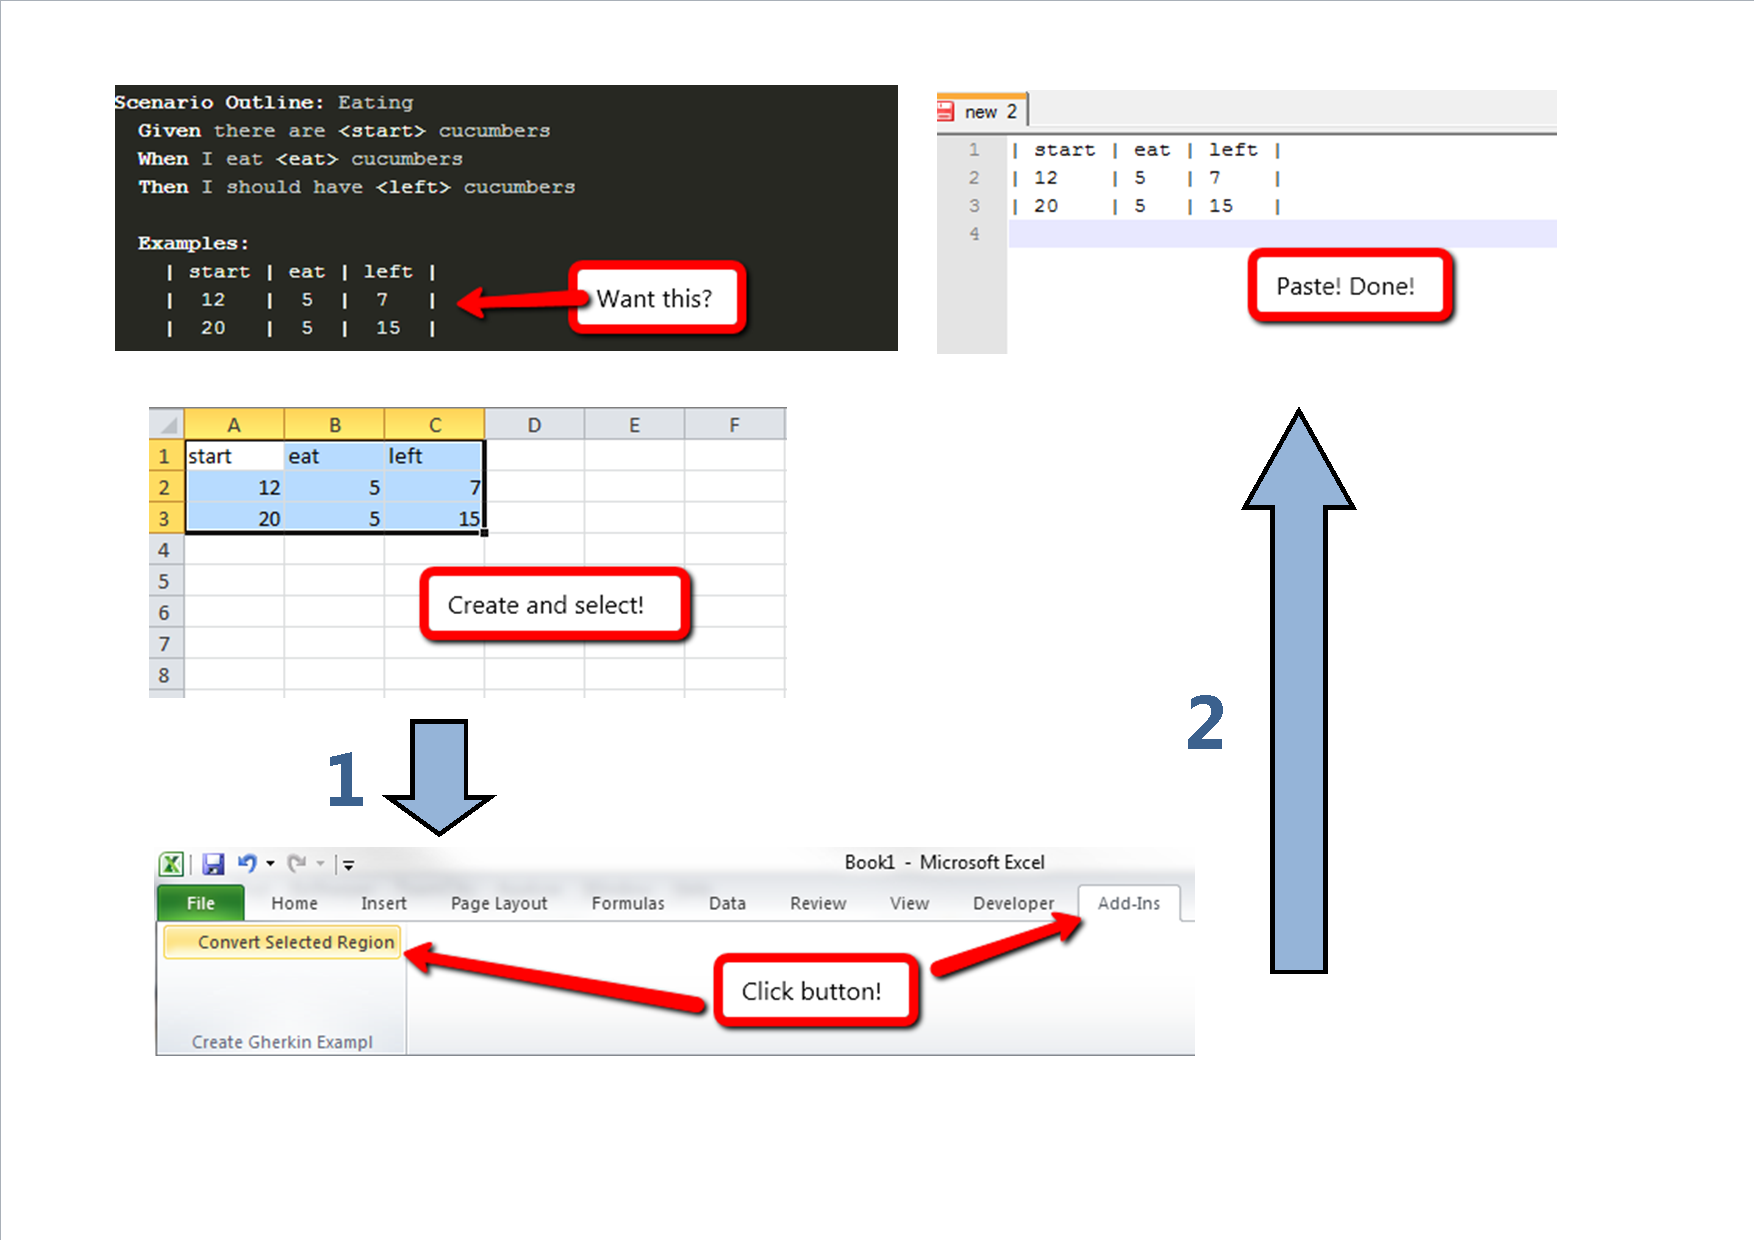 Scenario Outline: Eating
Given there are <start> cucumbers
When I eat <eat> cucumbers
Then I should have <left> cucumbers
Examples:
| start | eat | left |
| 12 | 5 | 7 |
| 20 | 5 | 15 |
Want this?
new 2
1 | start | eat | left |
2 | 12 | 5 | 7 |
3 | 20 | 5 | 15 |
4
Paste! Done!
A B C D E F
1 start eat left
2 12 5 7
3 20 5 15
4
5
6
7
8
Create and select!
1
2
Book1 - Microsoft Excel
File Home Insert Page Layout Formulas Data Review View Developer Add-Ins
Convert Selected Region
Click button!
Create Gherkin Exampl